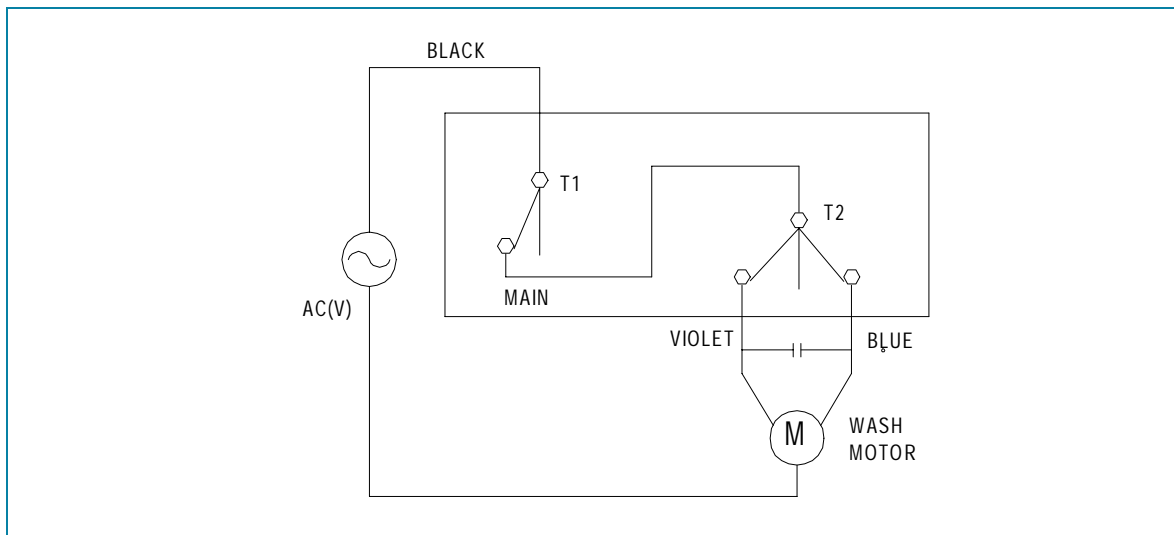 BLACK
T1
T2
MAIN
AC(V)
VIOLET
BLUE
M
WASH
MOTOR